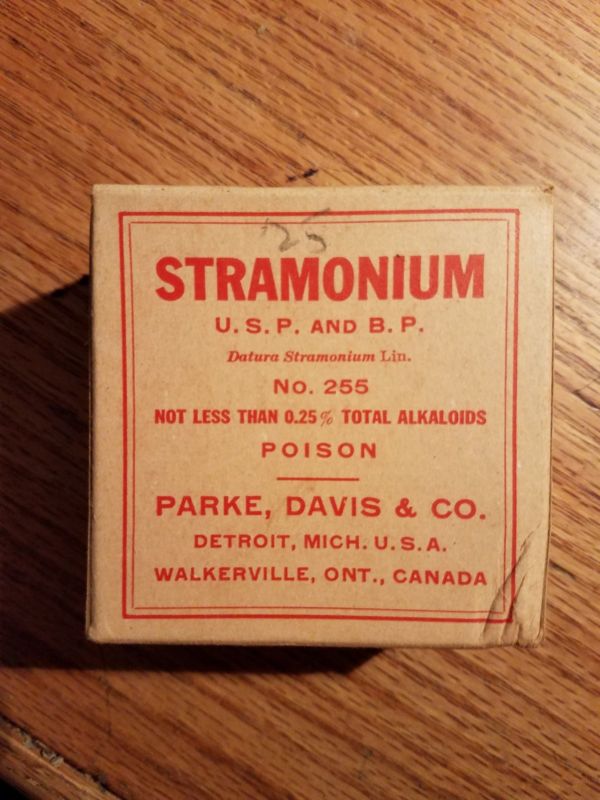 25
STRAMONIUM
U. S. P. AND B. P.
Datura Stramonium Lin.
No. 255
NOT LESS THAN 0.25% TOTAL ALKALOIDS
POISON
PARKE, DAVIS & CO.
DETROIT, MICH. U. S. A.
WALKERVILLE, ONT., CANADA